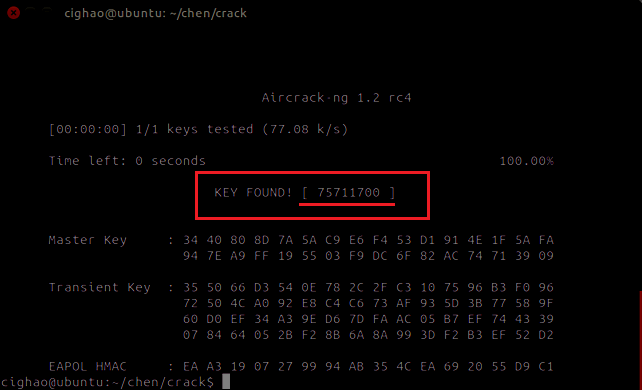 cighao@ubuntu: ~/chen/crack
Aircrack-ng 1.2 rc4
[00:00:00] 1/1 keys tested (77.08 k/s)
Time left: 0 seconds 100.00%
KEY FOUND! [ 75711700 ]
Master Key : 34 40 80 8D 7A 5A C9 E6 F4 53 D1 91 4E 1F 5A FA
94 7E A9 FF 19 55 03 F9 DC 6F 82 AC 74 71 39 09
Transient Key : 35 50 66 D3 54 0E 78 2C 2F C3 10 75 96 B3 F0 96
72 50 4C A0 92 E8 C4 C6 73 AF 93 5D 3B 77 58 9F
60 D0 EF 34 A3 9E D6 7D FA AC 05 B7 EF 74 43 39
07 84 64 05 2B F2 8B 6A 8A 99 3D F2 B3 EF 52 D2
EAPOL HMAC : EA A3 19 07 27 99 94 AB 35 4C EA 69 20 55 D9 C1
cighao@ubuntu:~/chen/crack$